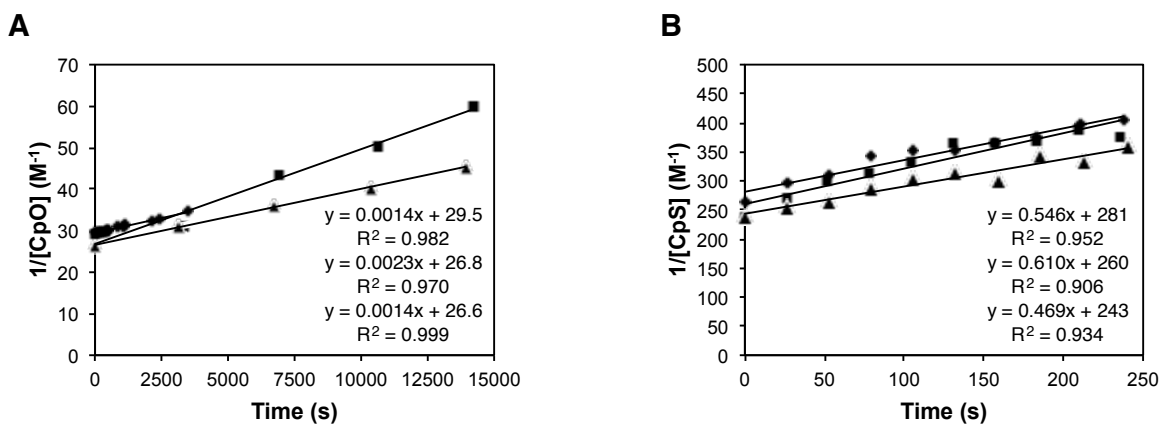 A
1/[CpO] (M⁻¹)
70
60
50
40
30
20
10
0
y = 0.0014x + 29.5
R² = 0.982
y = 0.0023x + 26.8
R² = 0.970
y = 0.0014x + 26.6
R² = 0.999
0 2500 5000 7500 10000 12500 15000
Time (s)
B
1/[CpS] (M⁻¹)
500
450
400
350
300
250
200
150
100
50
0
y = 0.546x + 281
R² = 0.952
y = 0.610x + 260
R² = 0.906
y = 0.469x + 243
R² = 0.934
0 50 100 150 200 250
Time (s)